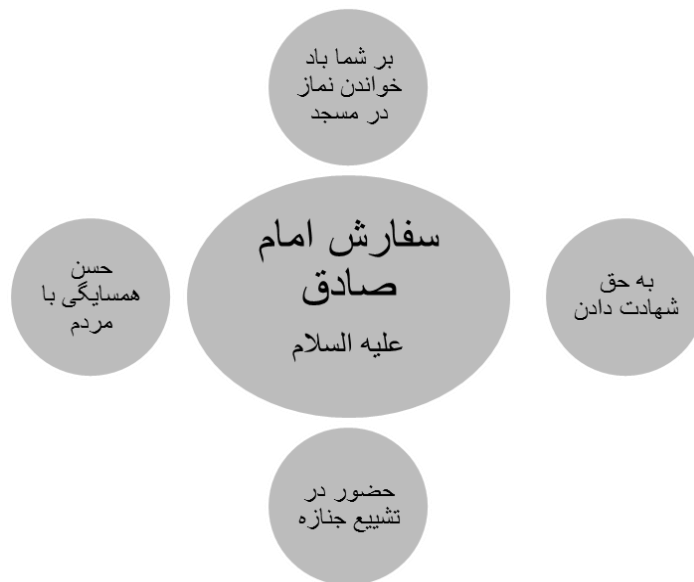 بر شما باد
خواندن نماز
در مسجد
سفارش امام
صادق
علیه السلام
به حق
شهادت دادن
حسن
همسایگی با
مردم
حضور در
تشییع جنازه